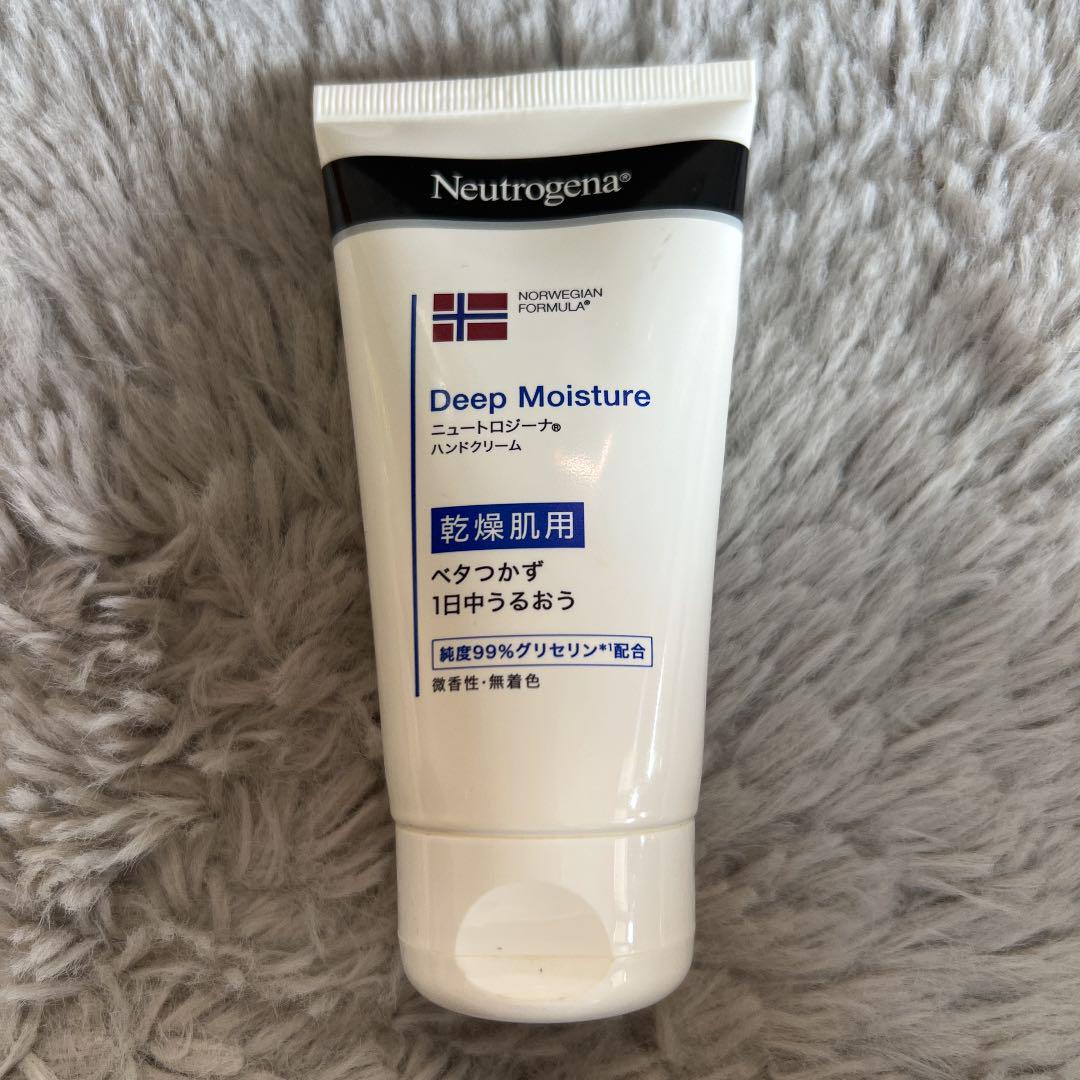 Neutrogena®
NORWEGIAN
FORMULA®
Deep Moisture
ニュートロジーナ®
ハンドクリーム
乾燥肌用
ベタつかず
1日中うるおう
純度99%グリセリン*1配合
微香性・無着色